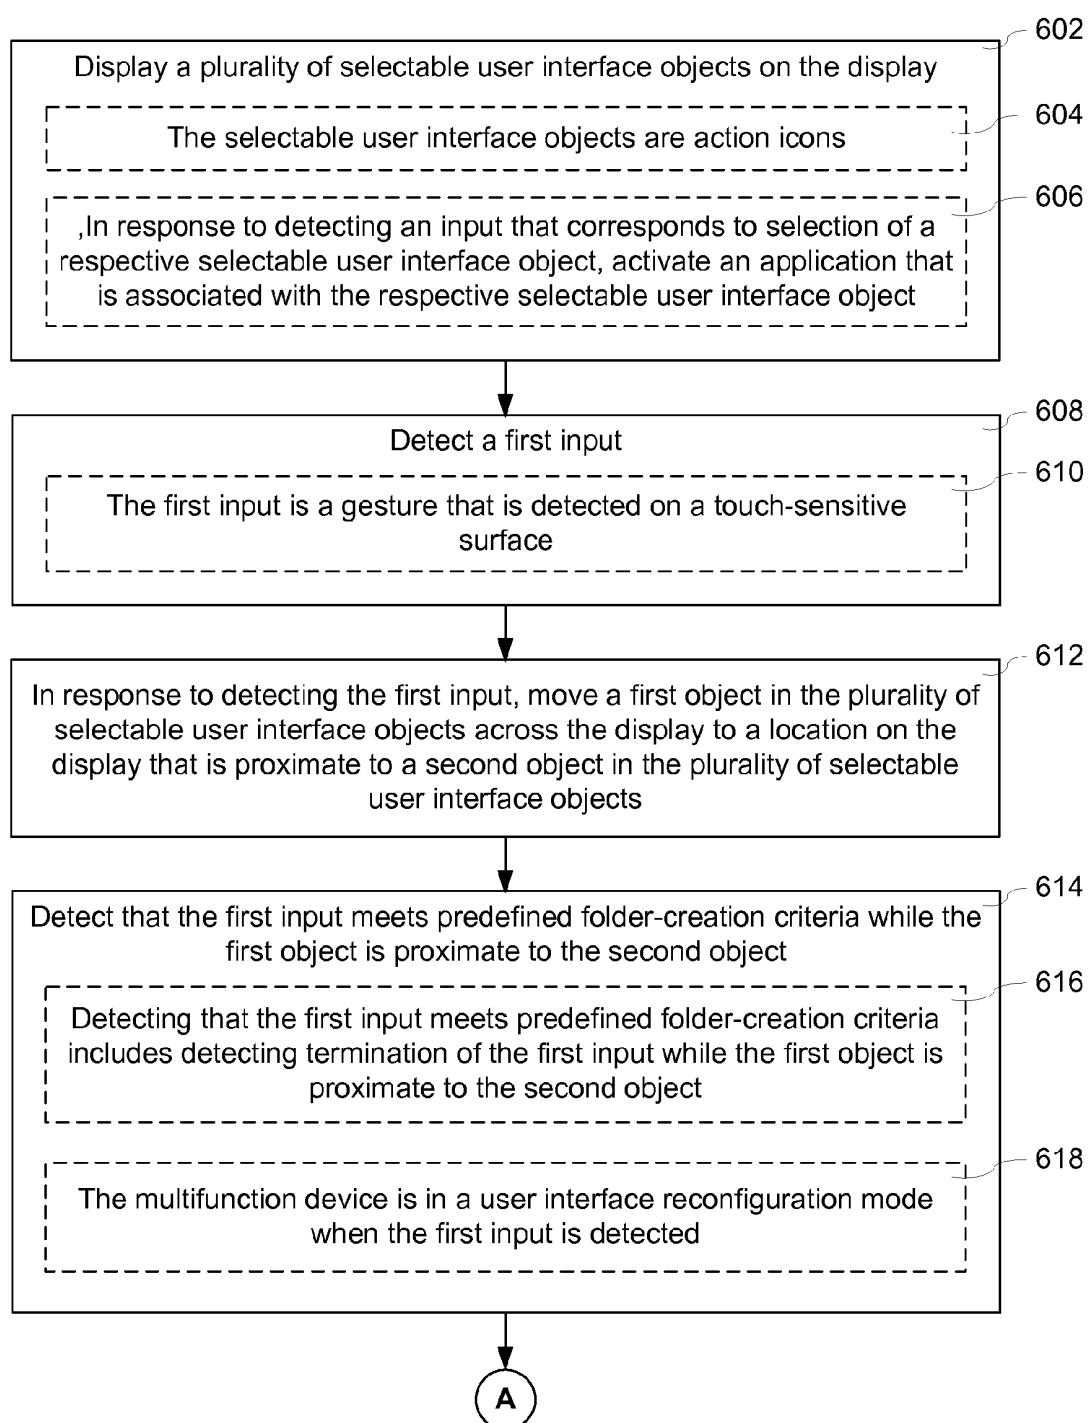 602
Display a plurality of selectable user interface objects on the display
604
The selectable user interface objects are action icons
606
,In response to detecting an input that corresponds to selection of a
respective selectable user interface object, activate an application that
is associated with the respective selectable user interface object
608
Detect a first input
610
The first input is a gesture that is detected on a touch-sensitive
surface
612
In response to detecting the first input, move a first object in the plurality of
selectable user interface objects across the display to a location on the
display that is proximate to a second object in the plurality of selectable
user interface objects
614
Detect that the first input meets predefined folder-creation criteria while the
first object is proximate to the second object
616
Detecting that the first input meets predefined folder-creation criteria
includes detecting termination of the first input while the first object is
proximate to the second object
618
The multifunction device is in a user interface reconfiguration mode
when the first input is detected
A